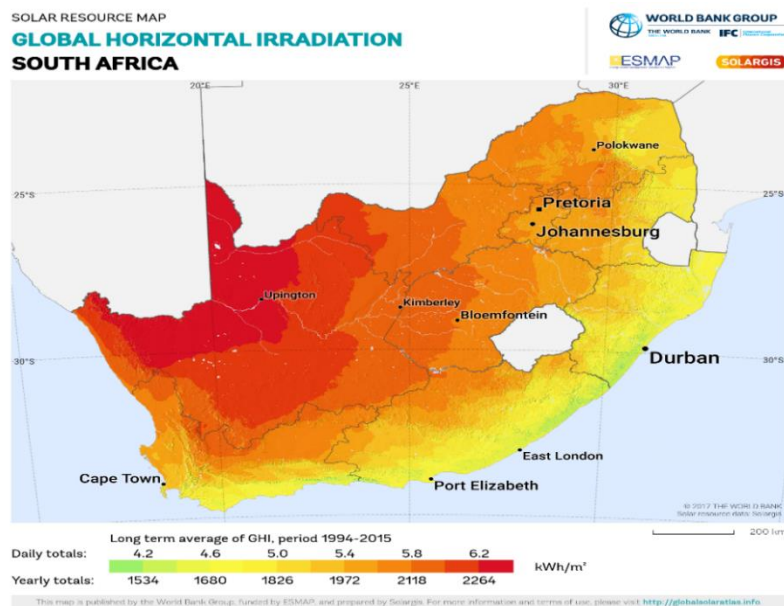 SOLAR RESOURCE MAP
GLOBAL HORIZONTAL IRRADIATION
SOUTH AFRICA
WORLD BANK GROUP
THE WORLD BANK IFC
ESMAP
SOLARGIS
20°E 25°E 30°E
Polokwane
25°S 25°S
Pretoria
Johannesburg
Upington
Kimberley
Bloemfontein
Durban
30°S 30°S
East London
Cape Town
Port Elizabeth
© 2017 THE WORLD BANK
Solar resource data: Solargis
200 km
Long term average of GHI, period 1994-2015
Daily totals: 4.2 4.6 5.0 5.4 5.8 6.2
kWh/m²
Yearly totals: 1534 1680 1826 1972 2118 2264
This map is published by the World Bank Group, funded by ESMAP, and prepared by Solargis. For more information and terms of use, please visit http://globalsolaratlas.info.